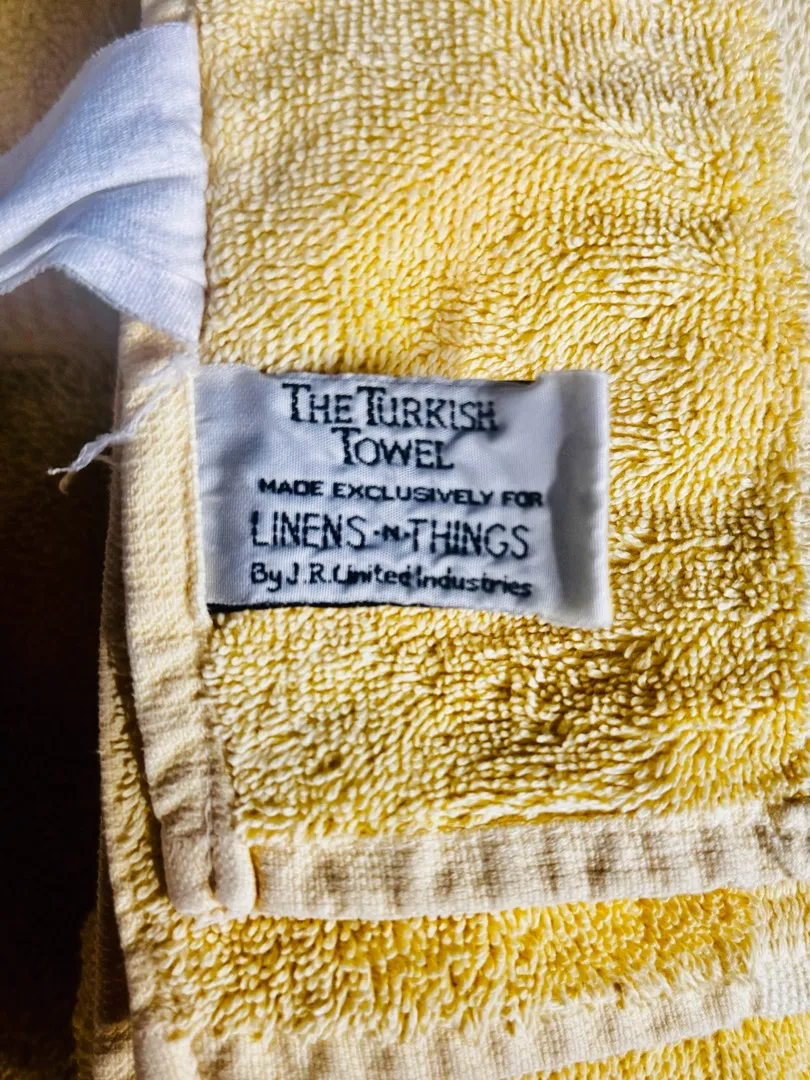 THE TURKISH
TOWEL
MADE EXCLUSIVELY FOR
LINENS·N·THINGS
By J.R. United Industries